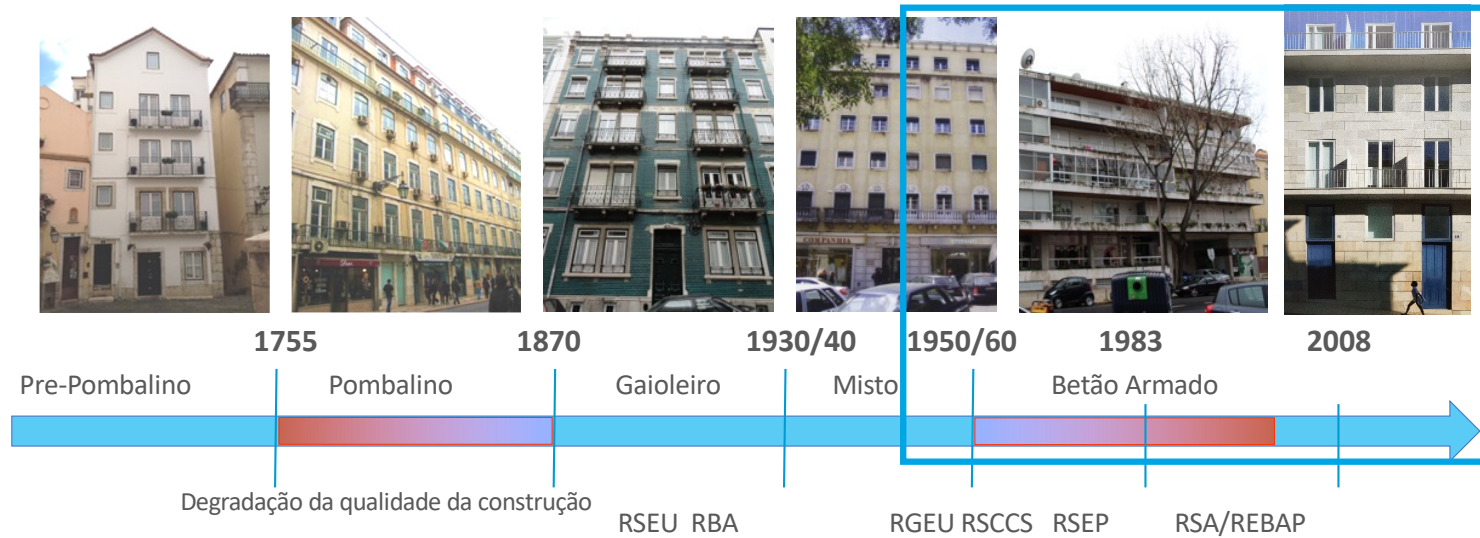 COMPANHIA
1755
1870
1930/40
1950/60
1983
2008
Pre-Pombalino
Pombalino
Gaioleiro
Misto
Betão Armado
Degradação da qualidade da construção
RSEU RBA
RGEU RSCCS RSEP
RSA/REBAP